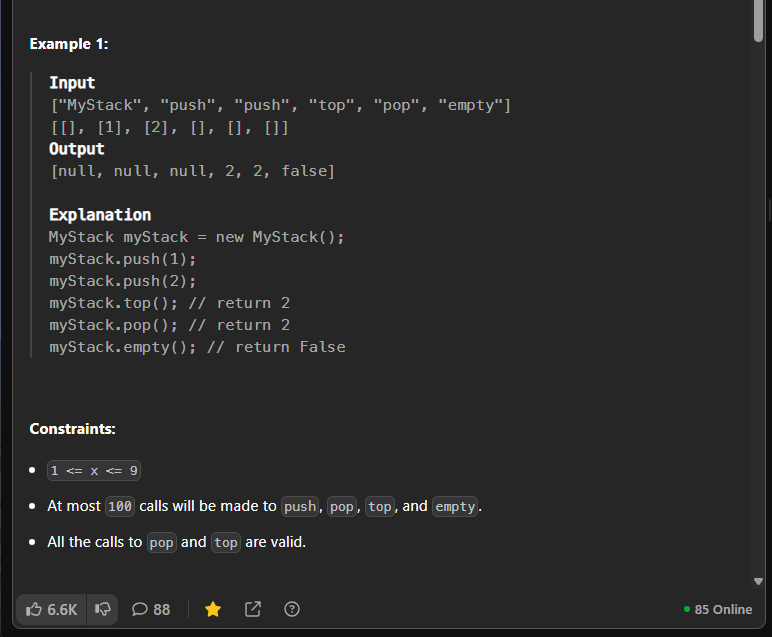 Example 1:
Input
["MyStack", "push", "push", "top", "pop", "empty"]
[[], [1], [2], [], [], []]
Output
[null, null, null, 2, 2, false]
Explanation
MyStack myStack = new MyStack();
myStack.push(1);
myStack.push(2);
myStack.top(); // return 2
myStack.pop(); // return 2
myStack.empty(); // return False
Constraints:
1 <= x <= 9
At most 100 calls will be made to push, pop, top, and empty.
All the calls to pop and top are valid.
6.6K 88 85 Online